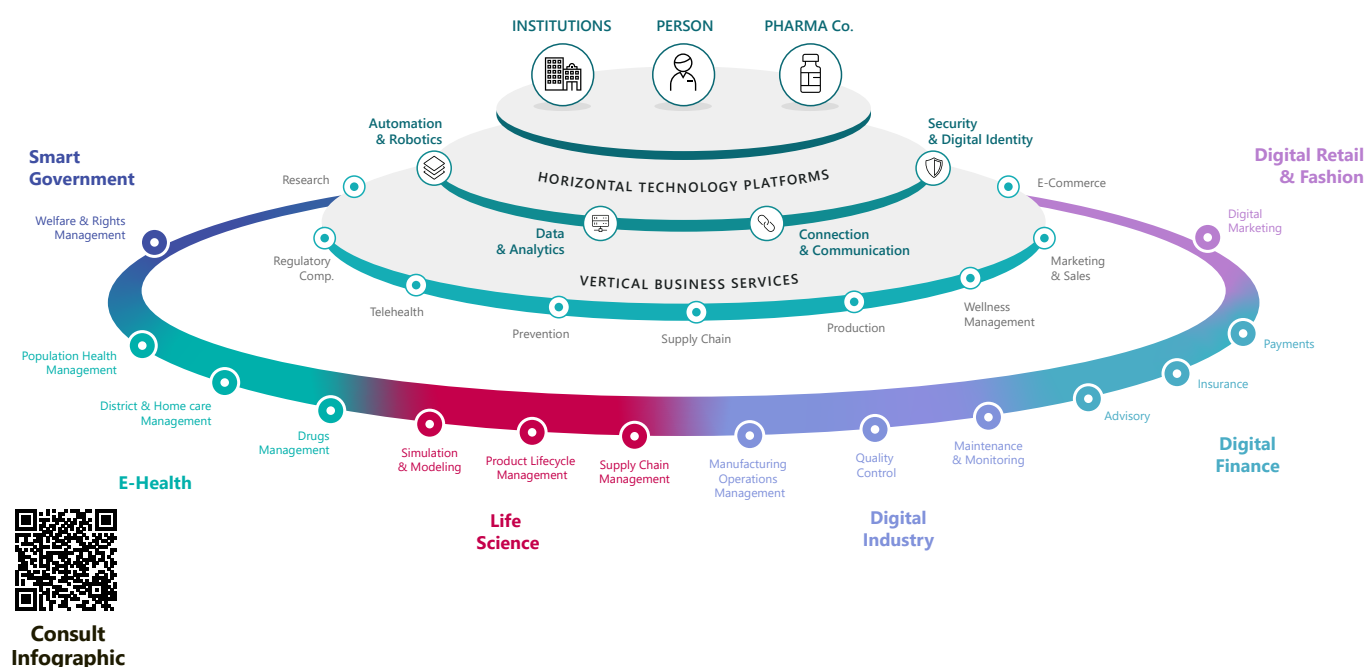 INSTITUTIONS
PERSON
PHARMA Co.
Automation
& Robotics
Security
& Digital Identity
HORIZONTAL TECHNOLOGY PLATFORMS
Data
& Analytics
Connection
& Communication
VERTICAL BUSINESS SERVICES
Research
Regulatory
Comp.
Telehealth
Prevention
Supply Chain
Production
Wellness
Management
Marketing
& Sales
E-Commerce
Smart
Government
Welfare & Rights
Management
Population Health
Management
District & Home care
Management
Drugs
Management
E-Health
Simulation
& Modeling
Product Lifecycle
Management
Supply Chain
Management
Life
Science
Manufacturing
Operations
Management
Quality
Control
Maintenance
& Monitoring
Digital
Industry
Advisory
Insurance
Payments
Digital
Finance
Digital
Marketing
Digital Retail
& Fashion
Consult
Infographic